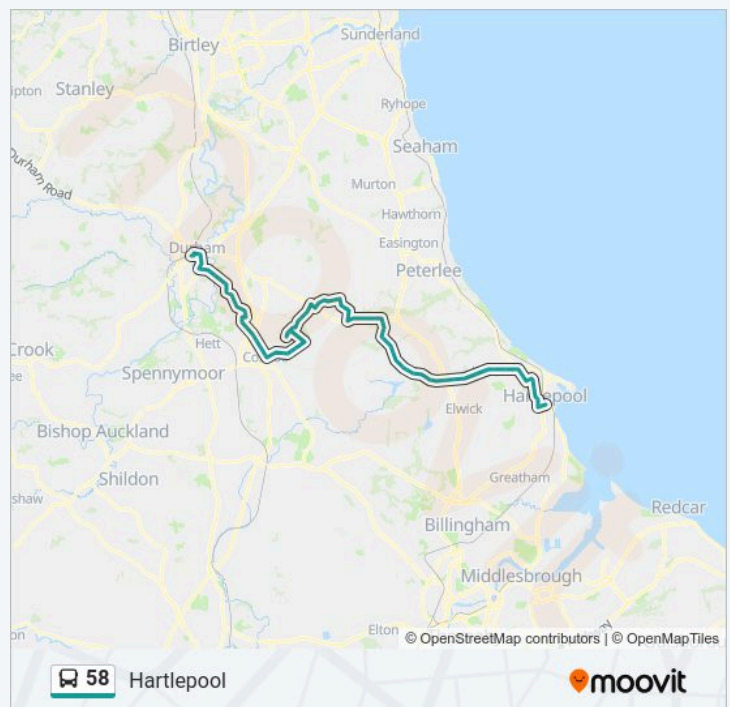 Sunderland
Birtley
Stanley
Ryhope
Seaham
Durham Road
Murton
Hawthorn
Durham
Easington
Peterlee
Crook
Hett
Spennymoor
Hartlepool
Elwick
Bishop Auckland
Shildon
Greatham
Redcar
Billingham
Middlesbrough
Elton
© OpenStreetMap contributors | © OpenMapTiles
58 Hartlepool
moovit